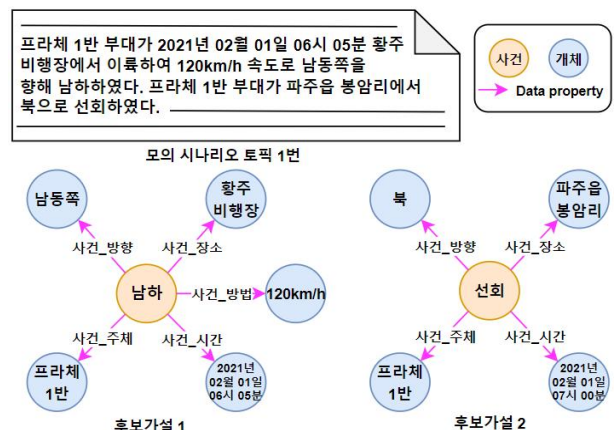 프라체 1반 부대가 2021년 02월 01일 06시 05분 황주
비행장에서 이륙하여 120km/h 속도로 남동쪽을
향해 남하하였다. 프라체 1반 부대가 파주읍 봉암리에서
북으로 선회하였다.
모의 시나리오 토픽 1번
사건
개체
Data property
남동쪽
황주
비행장
사건_방향
사건_장소
남하
사건_방법
120km/h
사건_주체
사건_시간
프라체
1반
2021년
02월 01일
06시 05분
후보가설 1
북
파주읍
봉암리
사건_방향
사건_장소
선회
사건_주체
사건_시간
프라체
1반
2021년
02월 01일
07시 00분
후보가설 2